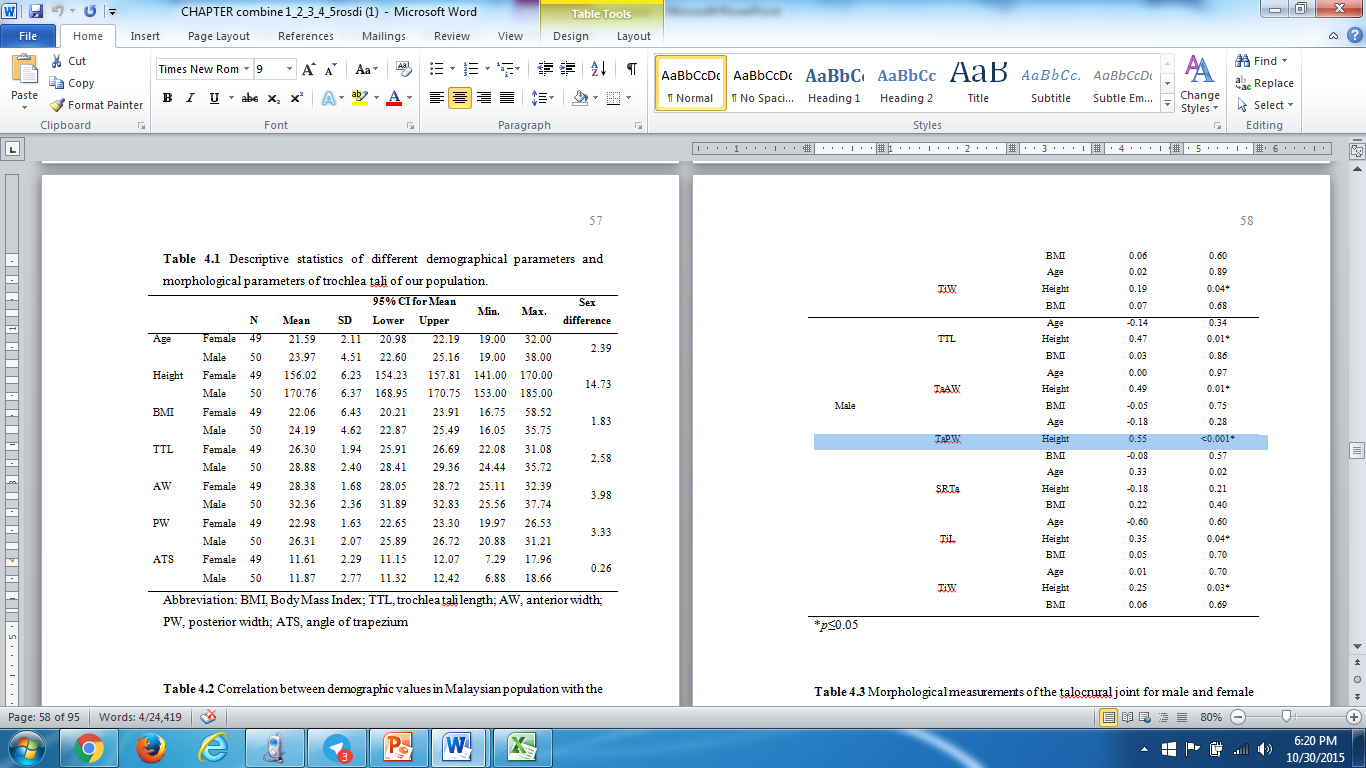 CHAPTER combine 1_2_3_4_5rosdi (1) - Microsoft Word
Table Tools
File Home Insert Page Layout References Mailings Review View Design Layout
Paste
Cut
Copy
Format Painter
Clipboard
Times New Rom 9
Font
Paragraph
AaBbCcDc AaBbCcDc AaBbCc AaBbCc AaB AaBbCc. AaBbCcDc
¶ Normal ¶ No Spaci... Heading 1 Heading 2 Title Subtitle Subtle Em...
Styles
Change Styles
Find
Replace
Select
Editing
57
Table 4.1 Descriptive statistics of different demographical parameters and
morphological parameters of trochlea tali of our population.
95% CI for Mean Min. Max. Sex
N Mean SD Lower Upper difference
Age Female 49 21.59 2.11 20.98 22.19 19.00 32.00 2.39
Male 50 23.97 4.51 22.60 25.16 19.00 38.00
Height Female 49 156.02 6.23 154.23 157.81 141.00 170.00 14.73
Male 50 170.76 6.37 168.95 170.75 153.00 185.00
BMI Female 49 22.06 6.43 20.21 23.91 16.75 58.52 1.83
Male 50 24.19 4.62 22.87 25.49 16.05 35.75
TTL Female 49 26.30 1.94 25.91 26.69 22.08 31.08 2.58
Male 50 28.88 2.40 28.41 29.36 24.44 35.72
AW Female 49 28.38 1.68 28.05 28.72 25.11 32.39 3.98
Male 50 32.36 2.36 31.89 32.83 25.56 37.74
PW Female 49 22.98 1.63 22.65 23.30 19.97 26.53 3.33
Male 50 26.31 2.07 25.89 26.72 20.88 31.21
ATS Female 49 11.61 2.29 11.15 12.07 7.29 17.96 0.26
Male 50 11.87 2.77 11.32 12.42 6.88 18.66
Abbreviation: BMI, Body Mass Index; TTL, trochlea tali length; AW, anterior width;
PW, posterior width; ATS, angle of trapezium
Table 4.2 Correlation between demographic values in Malaysian population with the
58
BMI 0.06 0.60
Age 0.02 0.89
TiW Height 0.19 0.04*
BMI 0.07 0.68
Age -0.14 0.34
TTL Height 0.47 0.01*
BMI 0.03 0.86
Age 0.00 0.97
TaAW Height 0.49 0.01*
Male BMI -0.05 0.75
Age -0.18 0.28
TaPW Height 0.55 <0.001*
BMI -0.08 0.57
Age 0.33 0.02
SRTa Height -0.18 0.21
BMI 0.22 0.40
Age -0.60 0.60
TiL Height 0.35 0.04*
BMI 0.05 0.70
Age 0.01 0.70
TiW Height 0.25 0.03*
BMI 0.06 0.69
*p≤0.05
Table 4.3 Morphological measurements of the talocrural joint for male and female
Page: 58 of 95 Words: 4/24,419
80%
3
6:20 PM
10/30/2015